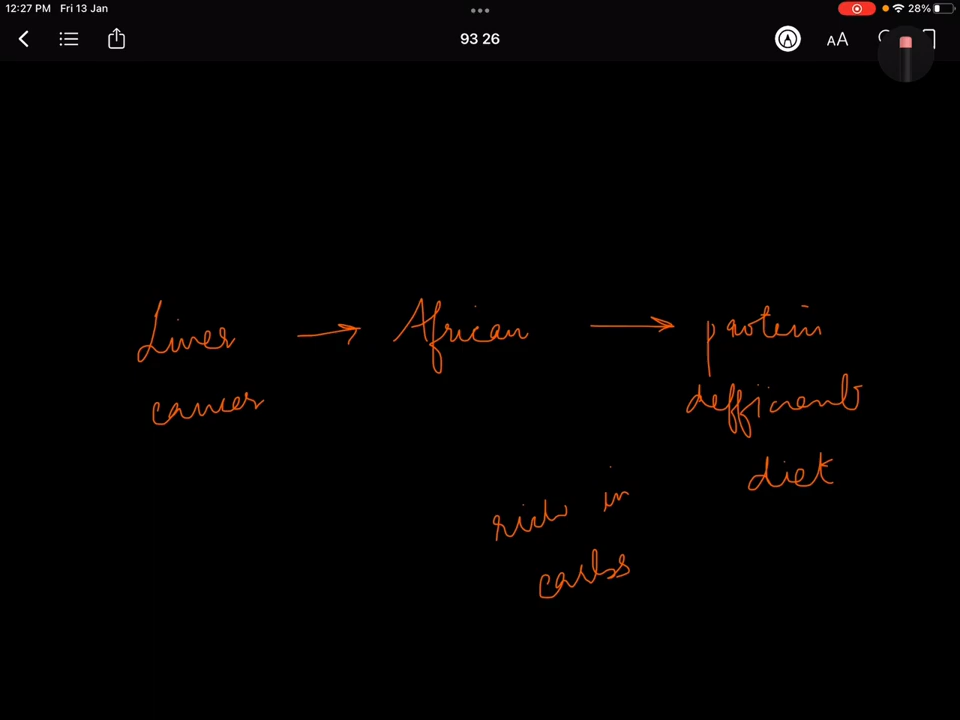 12:27 PM Fri 13 Jan
28%
93 26
AA
Liver → African → protein
cancer
defficient
diet
rich in
carbs